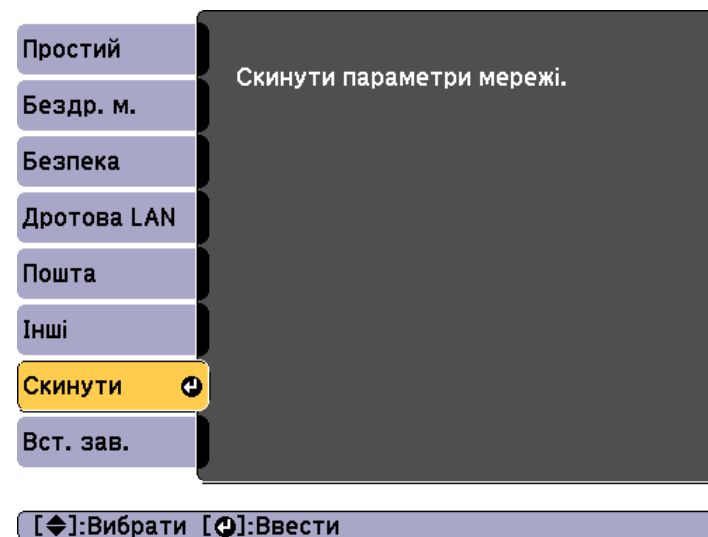 Простий
Бездр. м.
Безпека
Дротова LAN
Пошта
Інші
Скинути
Вст. зав.
Скинути параметри мережі.
[◆]:Вибрати [⏎]:Ввести